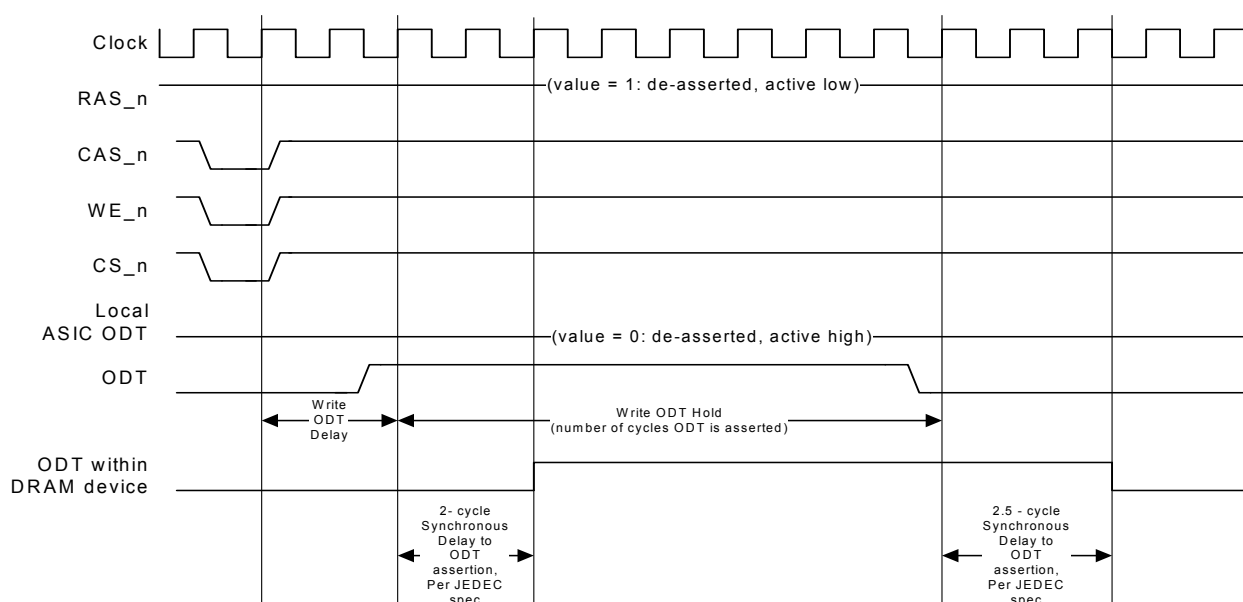 Clock
RAS_n
(value = 1: de-asserted, active low)
CAS_n
WE_n
CS_n
Local
ASIC ODT
(value = 0: de-asserted, active high)
ODT
Write
ODT
Delay
Write ODT Hold
(number of cycles ODT is asserted)
ODT within
DRAM device
2- cycle
Synchronous
Delay to
ODT
assertion,
Per JEDEC
spec
2.5 - cycle
Synchronous
Delay to
ODT
assertion,
Per JEDEC
spec